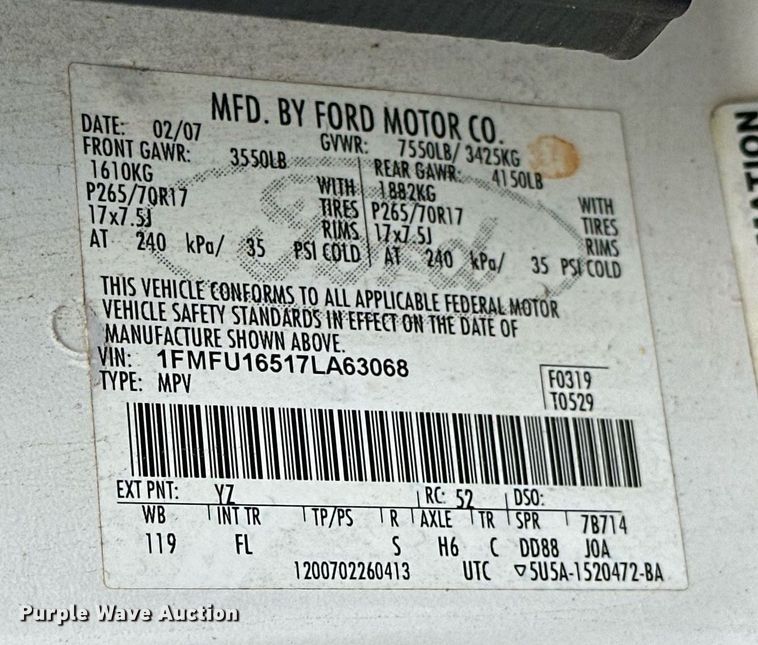 MFD. BY FORD MOTOR CO.
DATE: 02/07 GVWR: 7550LB/ 3425KG
FRONT GAWR: 3550LB REAR GAWR: 4150LB
1610KG WITH 1882KG WITH
P265/70R17 TIRES P265/70R17 TIRES
17x7.5J RIMS 17x7.5J RIMS
AT 240 kPa/ 35 PSI COLD AT 240 kPa/ 35 PSI COLD
Ford
THIS VEHICLE CONFORMS TO ALL APPLICABLE FEDERAL MOTOR
VEHICLE SAFETY STANDARDS IN EFFECT ON THE DATE OF
MANUFACTURE SHOWN ABOVE.
VIN: 1FMFU16517LA63068
TYPE: MPV
F0319
T0529
EXT PNT: YZ RC: 52 DSO:
WB INT TR TP/PS R AXLE TR SPR 7B714
119 FL S H6 C DD88 JOA
1200702260413 UTC ▽5U5A-1520472-BA
Purple Wave Auction